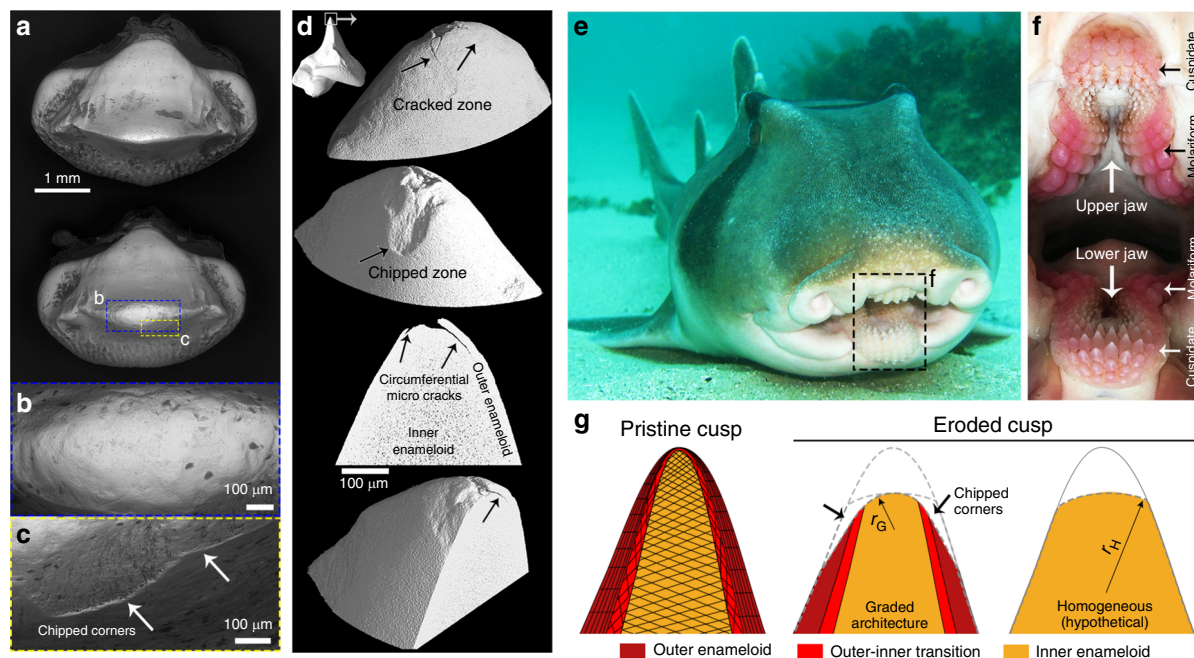 a
1 mm
b
c
b
100 μm
c
Chipped corners
100 μm
d
Cracked zone
Chipped zone
Circumferential
micro cracks
Outer enameloid
Inner
enameloid
100 μm
e
f
f
Cuspidate
Molariform
Upper jaw
Lower jaw
Molariform
Cuspidate
g
Pristine cusp
Eroded cusp
Chipped
corners
rG
rH
Graded
architecture
Homogeneous
(hypothetical)
Outer enameloid
Outer-inner transition
Inner enameloid